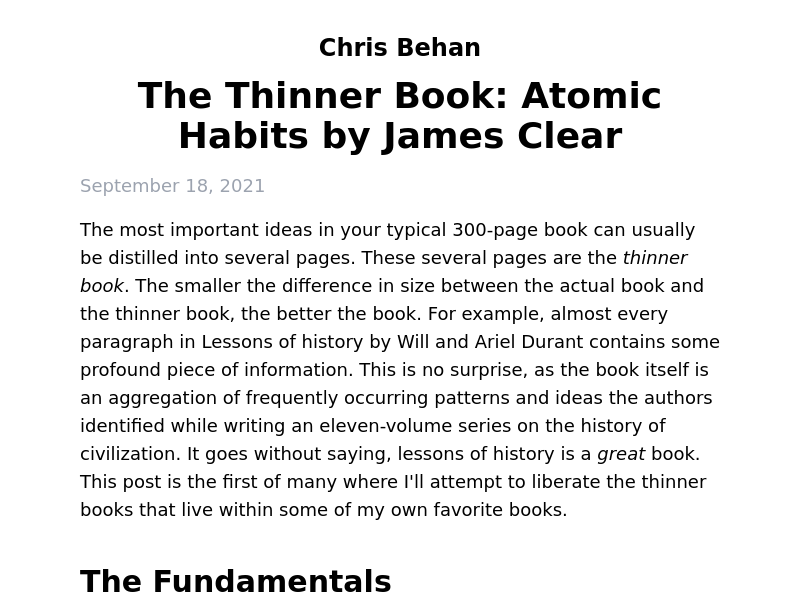 Chris Behan
The Thinner Book: Atomic
Habits by James Clear
September 18, 2021
The most important ideas in your typical 300-page book can usually
be distilled into several pages. These several pages are the thinner
book. The smaller the difference in size between the actual book and
the thinner book, the better the book. For example, almost every
paragraph in Lessons of history by Will and Ariel Durant contains some
profound piece of information. This is no surprise, as the book itself is
an aggregation of frequently occurring patterns and ideas the authors
identified while writing an eleven-volume series on the history of
civilization. It goes without saying, lessons of history is a great book.
This post is the first of many where I'll attempt to liberate the thinner
books that live within some of my own favorite books.
The Fundamentals